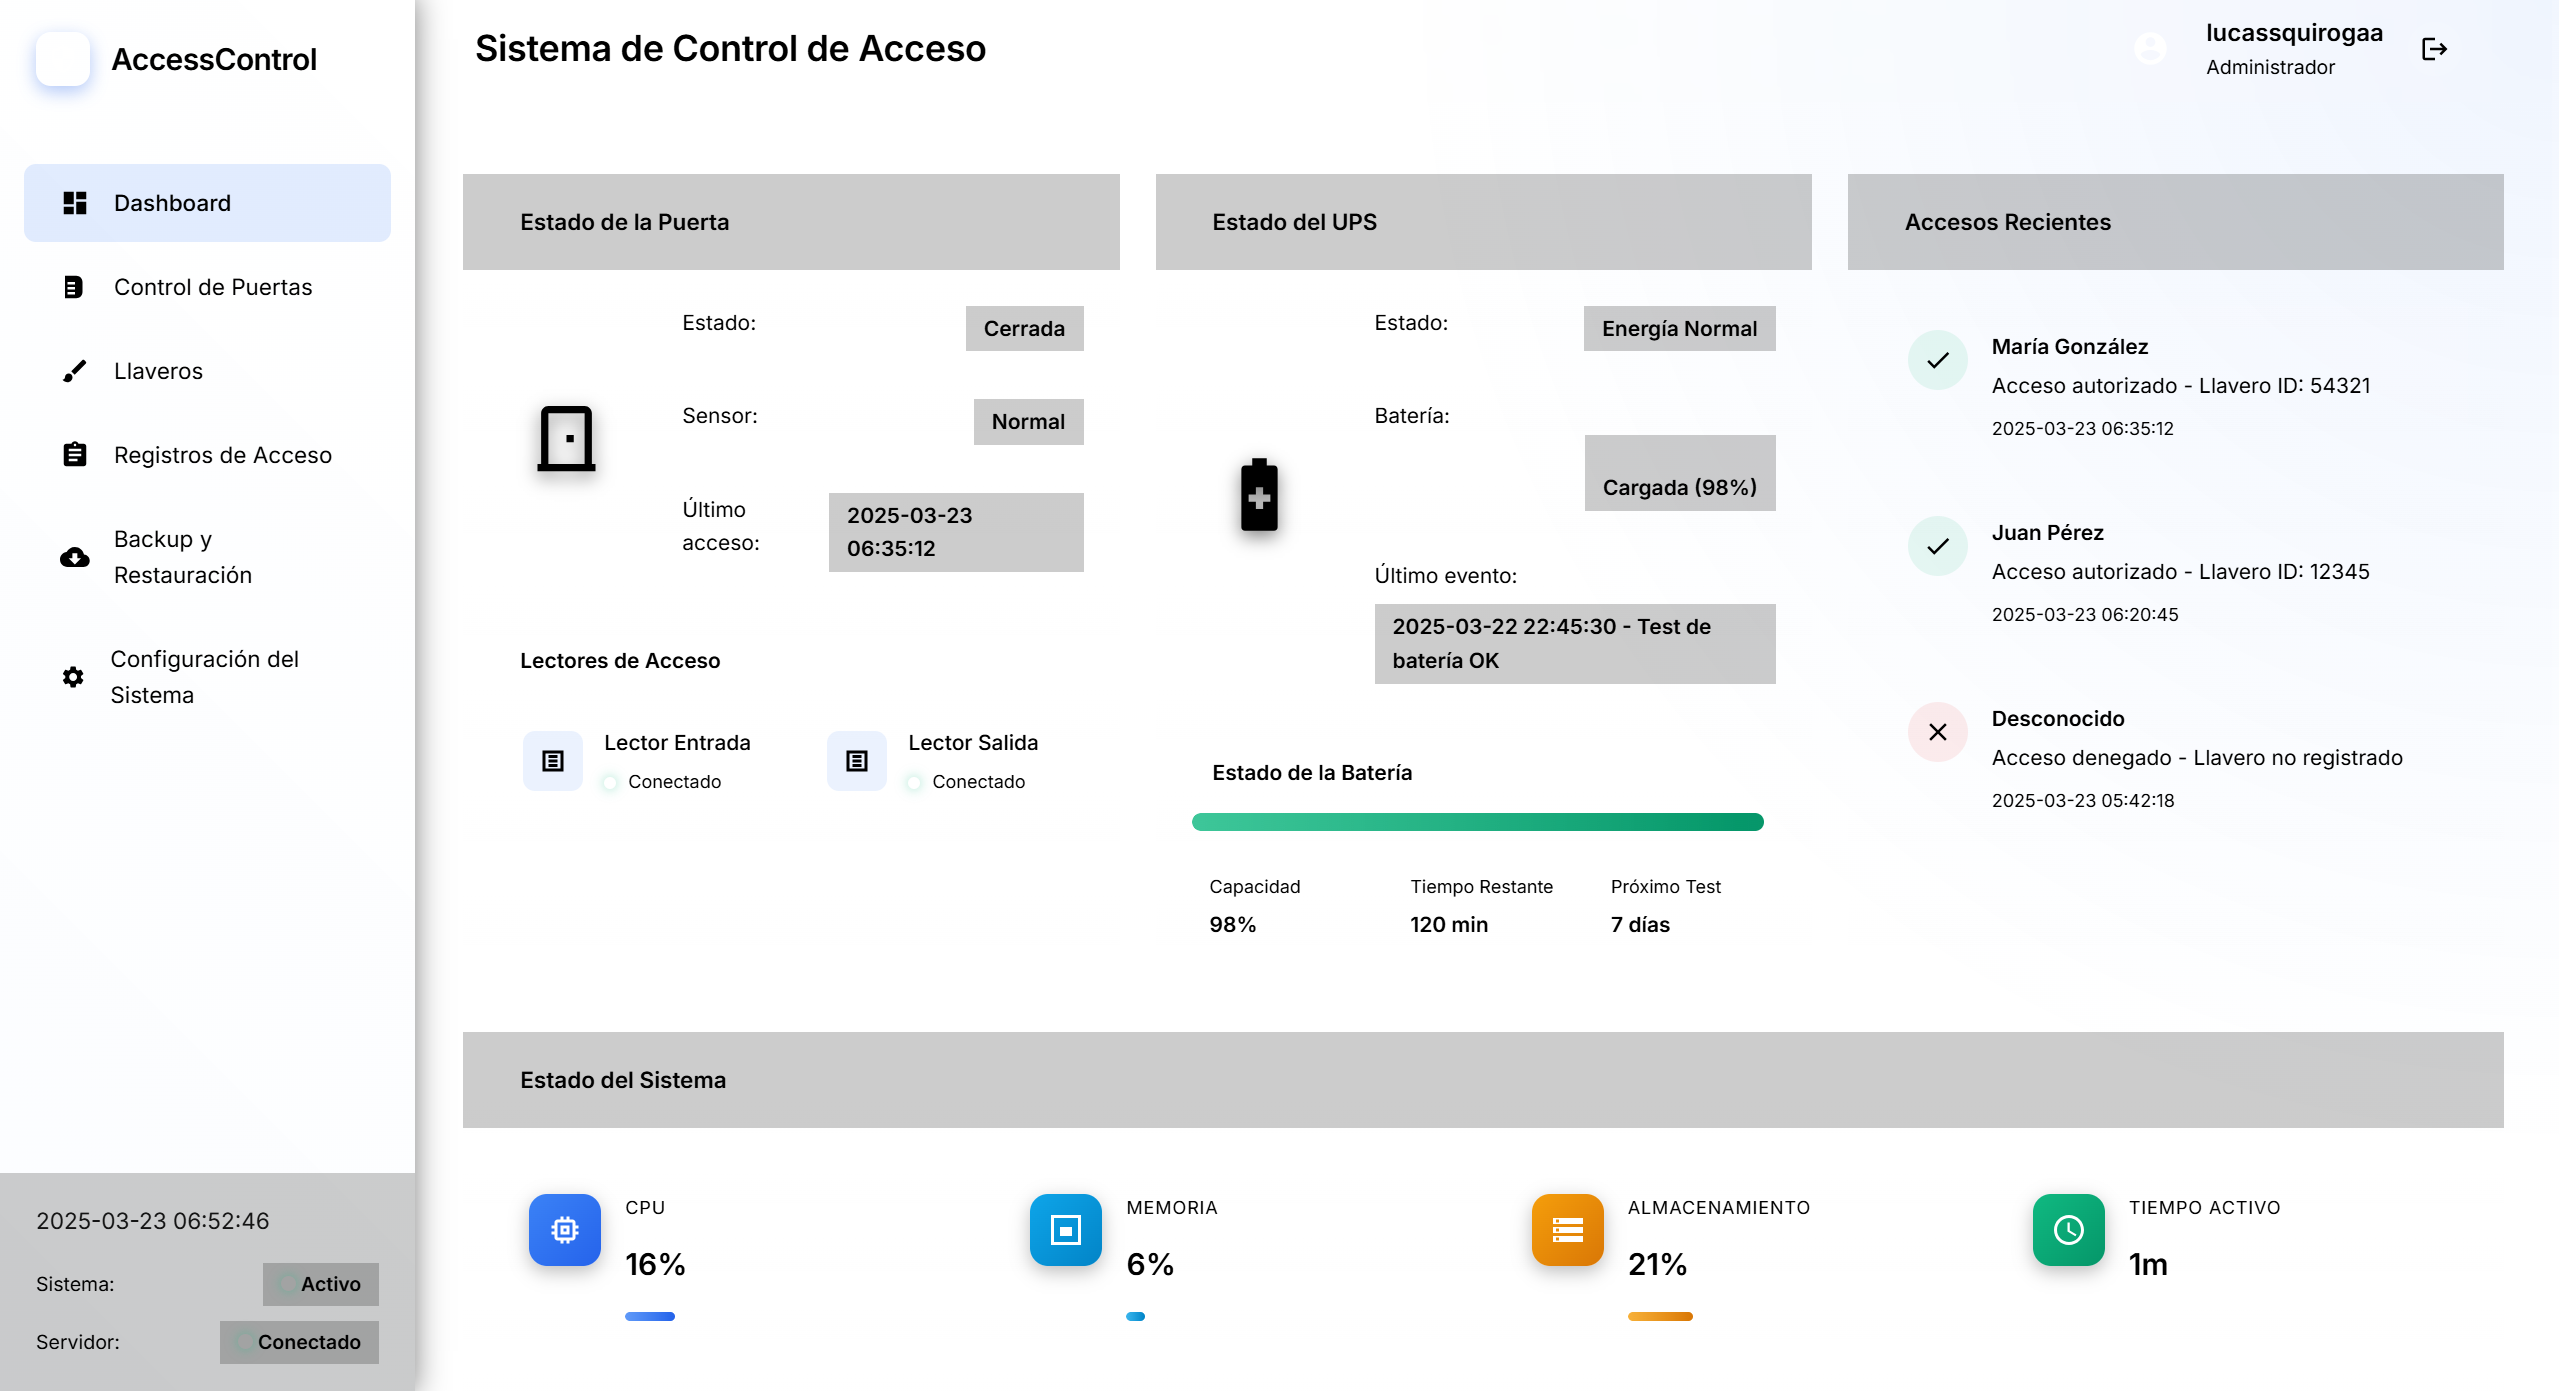 AccessControl
Dashboard
Control de Puertas
Llaveros
Registros de Acceso
Backup y
Restauración
Configuración del
Sistema
2025-03-23 06:52:46
Sistema: Activo
Servidor: Conectado
Sistema de Control de Acceso
lucassquirogaa
Administrador
Estado de la Puerta
Estado: Cerrada
Sensor: Normal
Último
acceso:
2025-03-23
06:35:12
Lectores de Acceso
Lector Entrada
Conectado
Lector Salida
Conectado
Estado del UPS
Estado: Energía Normal
Batería:
Cargada (98%)
Último evento:
2025-03-22 22:45:30 - Test de
batería OK
Estado de la Batería
Capacidad
98%
Tiempo Restante
120 min
Próximo Test
7 días
Accesos Recientes
María González
Acceso autorizado - Llavero ID: 54321
2025-03-23 06:35:12
Juan Pérez
Acceso autorizado - Llavero ID: 12345
2025-03-23 06:20:45
Desconocido
Acceso denegado - Llavero no registrado
2025-03-23 05:42:18
Estado del Sistema
CPU
16%
MEMORIA
6%
ALMACENAMIENTO
21%
TIEMPO ACTIVO
1m